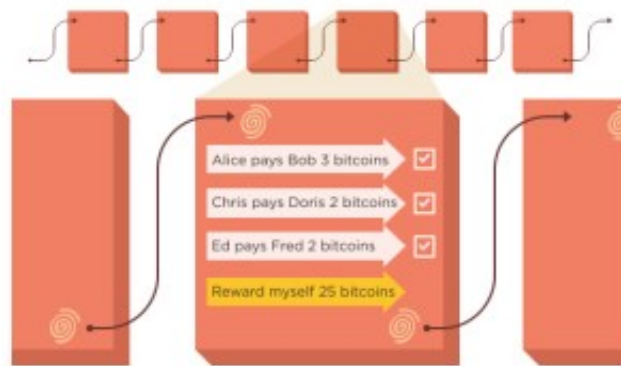 Alice pays Bob 3 bitcoins
Chris pays Doris 2 bitcoins
Ed pays Fred 2 bitcoins
Reward myself 25 bitcoins